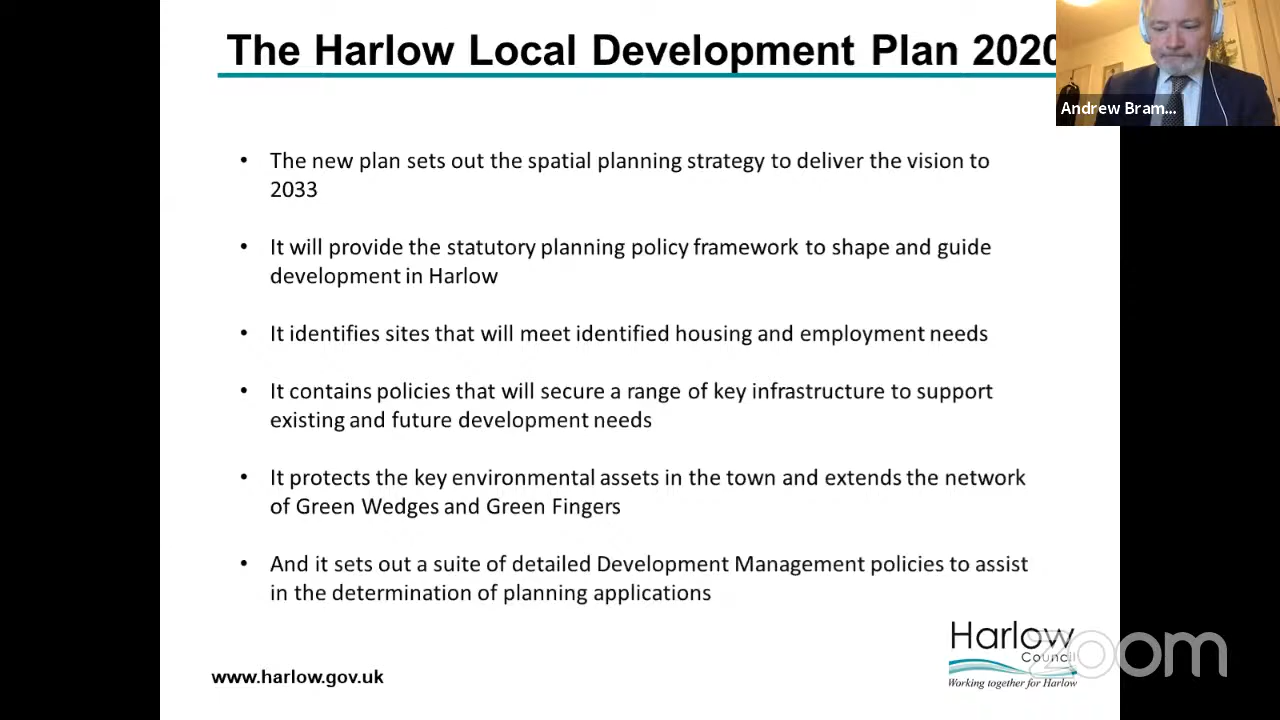 The Harlow Local Development Plan 2020
Andrew Bram...
• The new plan sets out the spatial planning strategy to deliver the vision to
2033
• It will provide the statutory planning policy framework to shape and guide
development in Harlow
• It identifies sites that will meet identified housing and employment needs
• It contains policies that will secure a range of key infrastructure to support
existing and future development needs
• It protects the key environmental assets in the town and extends the network
of Green Wedges and Green Fingers
• And it sets out a suite of detailed Development Management policies to assist
in the determination of planning applications
Harlow
Council
Working together for Harlow
zoom
www.harlow.gov.uk